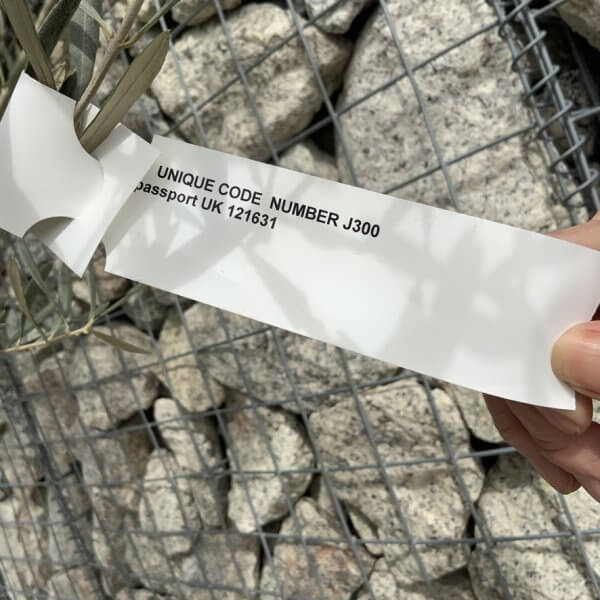 UNIQUE CODE NUMBER J300
passport UK 121631